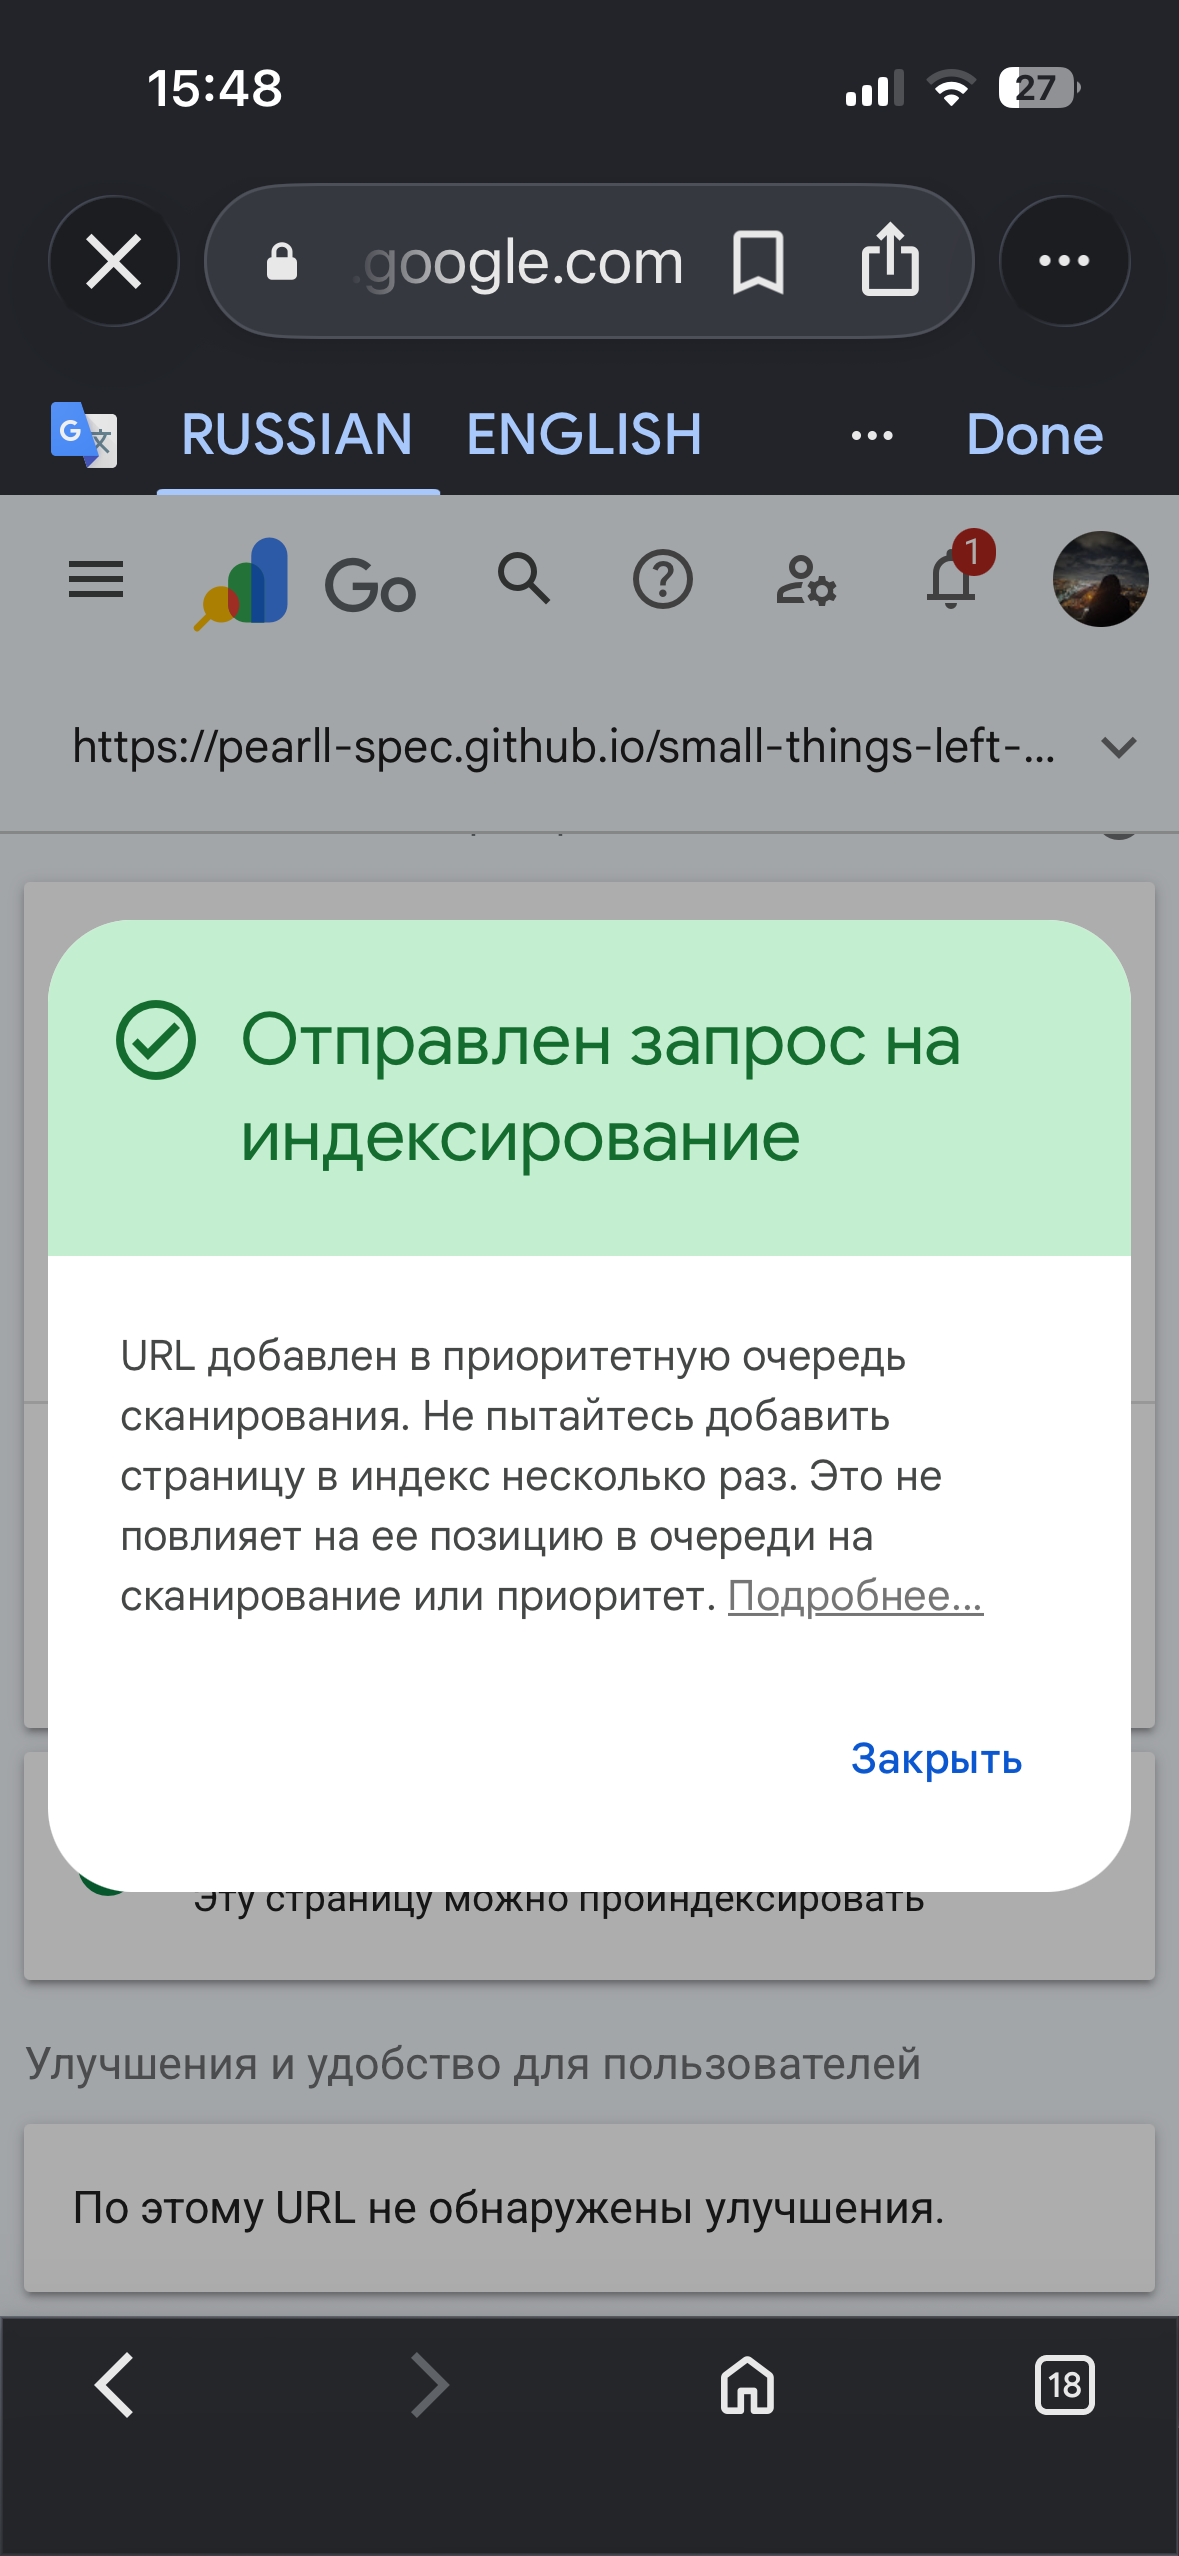 15:48
27
.google.com
RUSSIAN ENGLISH Done
Go
1
https://pearll-spec.github.io/small-things-left-...
Отправлен запрос на
индексирование
URL добавлен в приоритетную очередь
сканирования. Не пытайтесь добавить
страницу в индекс несколько раз. Это не
повлияет на ее позицию в очереди на
сканирование или приоритет. Подробнее...
Закрыть
Эту страницу можно проиндексировать
Улучшения и удобство для пользователей
По этому URL не обнаружены улучшения.
18